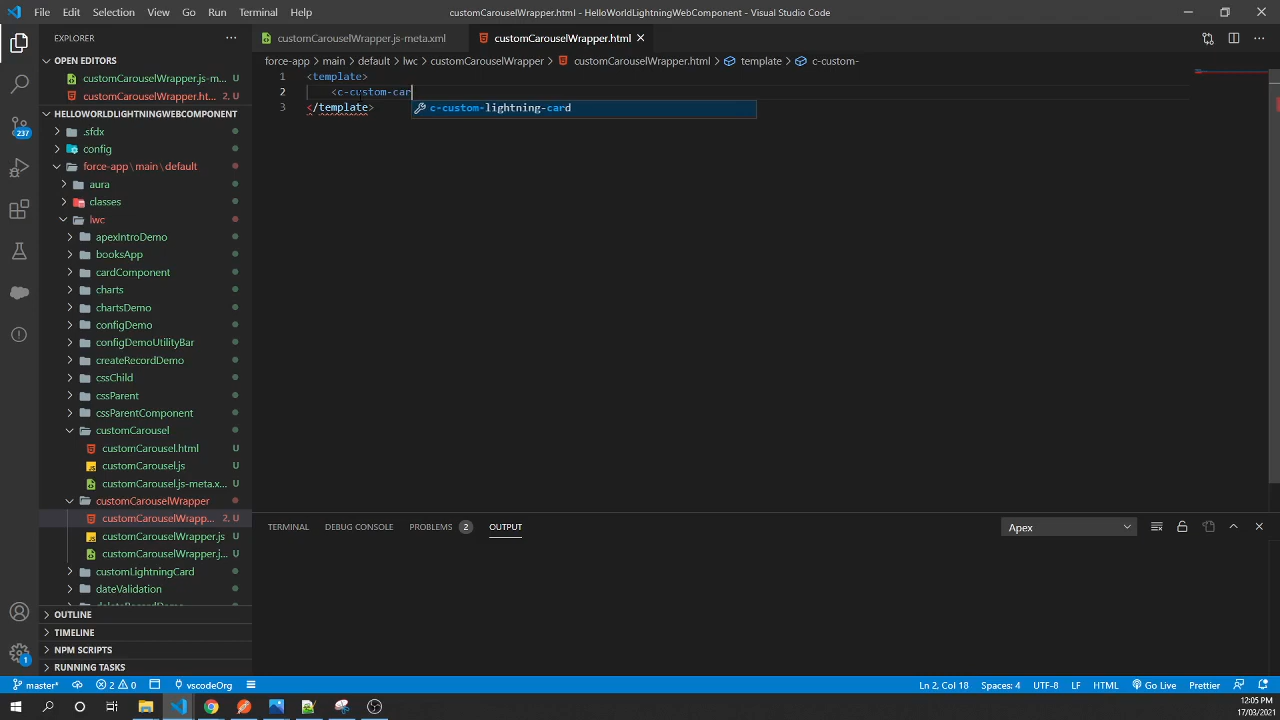 File Edit Selection View Go Run Terminal Help
customCarouselWrapper.html - HelloWorldLightningWebComponent - Visual Studio Code
EXPLORER
customCarouselWrapper.js-meta.xml
customCarouselWrapper.html
OPEN EDITORS
force-app > main > default > lwc > customCarouselWrapper > customCarouselWrapper.html > template > c-custom-
customCarouselWrapper.js-m...
customCarouselWrapper.ht... 2, U
1 <template>
2 <c-custom-car
3 </template>
c-custom-lightning-card
HELLOWORLDLIGHTNINGWEBCOMPONENT
.sfdx
237
config
force-app\main\default
aura
classes
lwc
apexIntroDemo
booksApp
cardComponent
charts
chartsDemo
configDemo
configDemoUtilityBar
createRecordDemo
cssChild
cssParent
cssParentComponent
customCarousel
customCarousel.html U
customCarousel.js U
customCarousel.js-meta.x... U
customCarouselWrapper
customCarouselWrapp... 2, U
customCarouselWrapper.js U
customCarouselWrapper.j... U
customLightningCard
dateValidation
deleteRecordDemo
TERMINAL DEBUG CONSOLE PROBLEMS 2 OUTPUT
Apex
OUTLINE
TIMELINE
NPM SCRIPTS
RUNNING TASKS
1
master* 2 0 vscodeOrg
Ln 2, Col 18 Spaces: 4 UTF-8 LF HTML Go Live Prettier
12:05 PM
17/03/2021